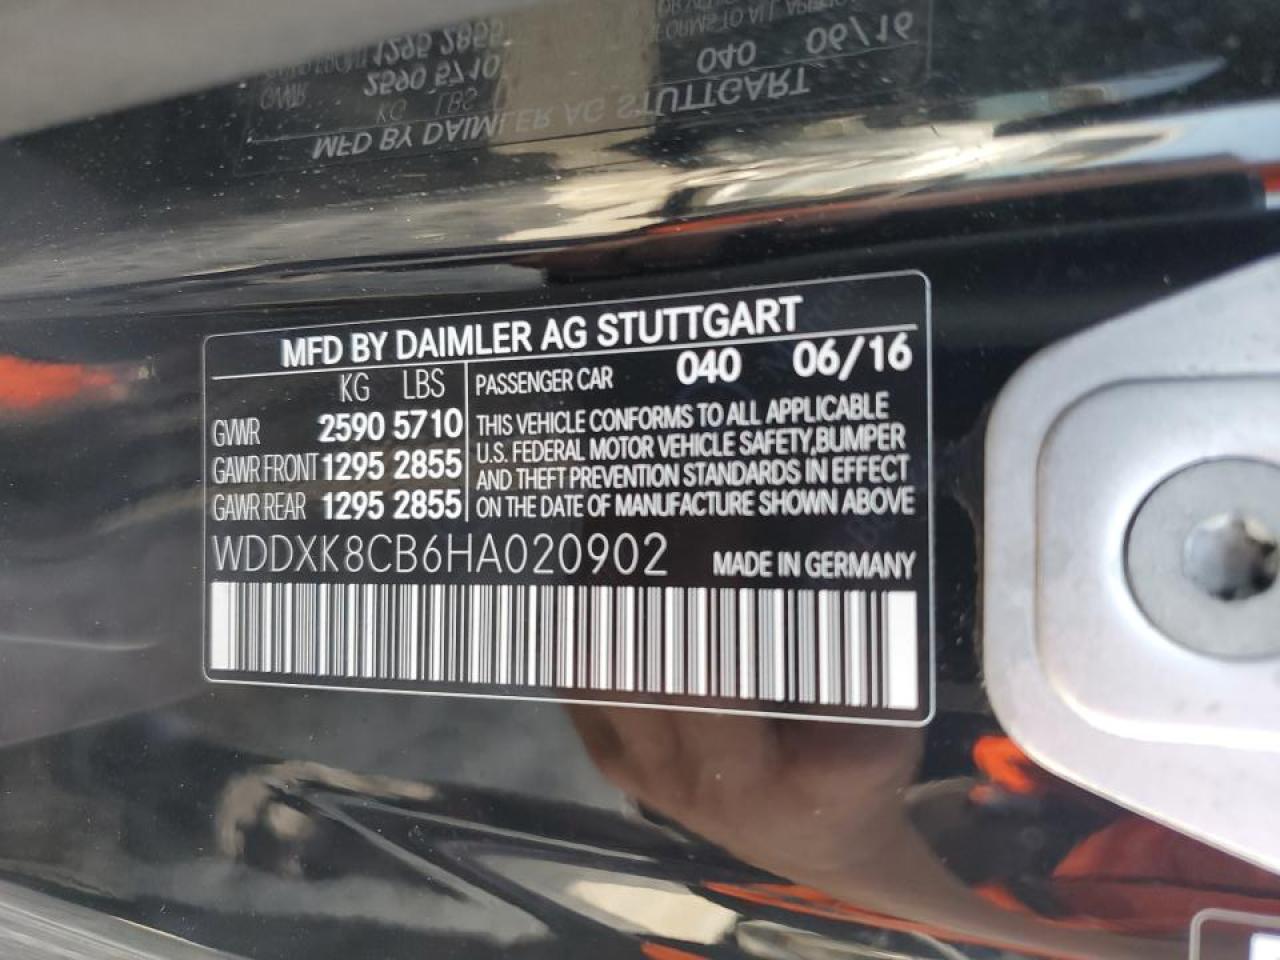 MFD BY DAIMLER AG STUTTGART
KG LBS
GVWR 2590 5710
GAWR FRONT 1295 2855
GAWR REAR 1295 2855
PASSENGER CAR 040 06/16
THIS VEHICLE CONFORMS TO ALL APPLICABLE
U.S. FEDERAL MOTOR VEHICLE SAFETY,BUMPER
AND THEFT PREVENTION STANDARDS IN EFFECT
ON THE DATE OF MANUFACTURE SHOWN ABOVE
WDDXK8CB6HA020902 MADE IN GERMANY